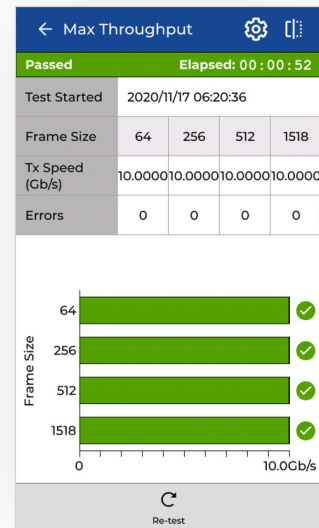 Max Throughput
Passed Elapsed: 00:00:52
Test Started 2020/11/17 06:20:36
Frame Size 64 256 512 1518
Tx Speed (Gb/s) 10.0000 10.0000 10.0000 10.0000
Errors 0 0 0 0
Frame Size
64
256
512
1518
0 10.0Gb/s
Re-test